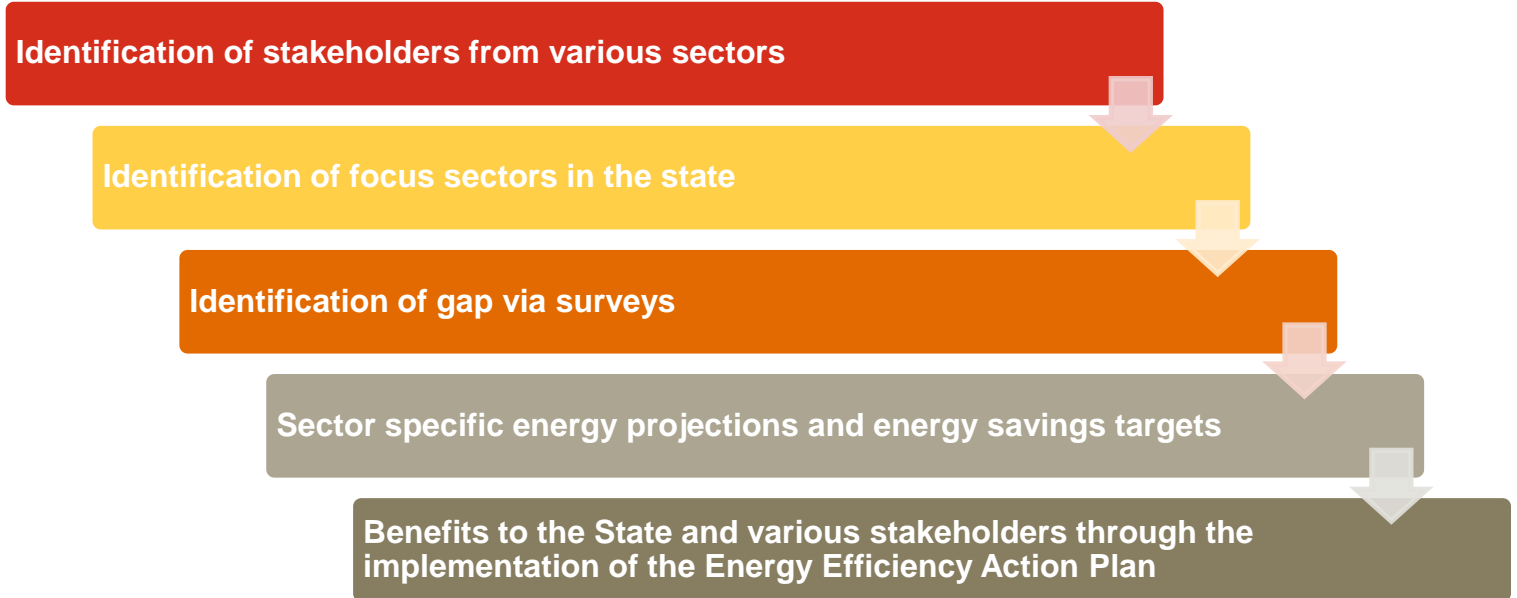 Identification of stakeholders from various sectors
Identification of focus sectors in the state
Identification of gap via surveys
Sector specific energy projections and energy savings targets
Benefits to the State and various stakeholders through the
implementation of the Energy Efficiency Action Plan